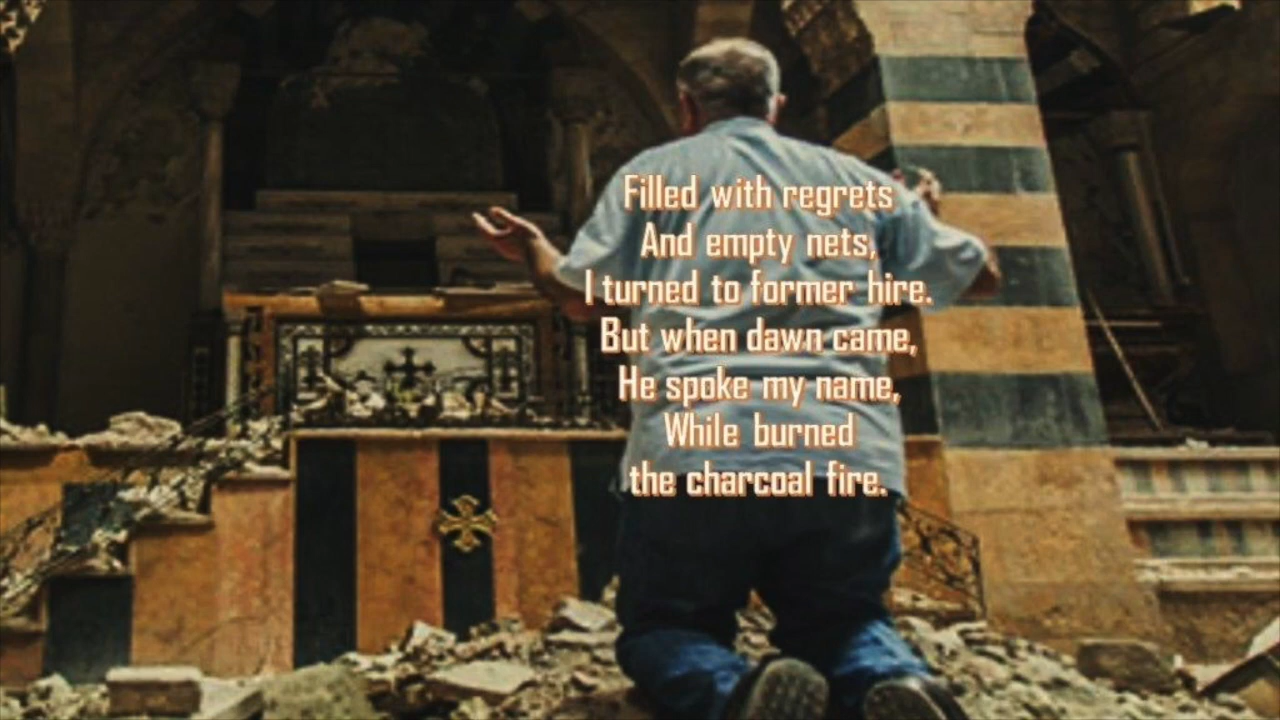 Filled with regrets
And empty nets,
I turned to former hire.
But when dawn came,
He spoke my name,
While burned
the charcoal fire.